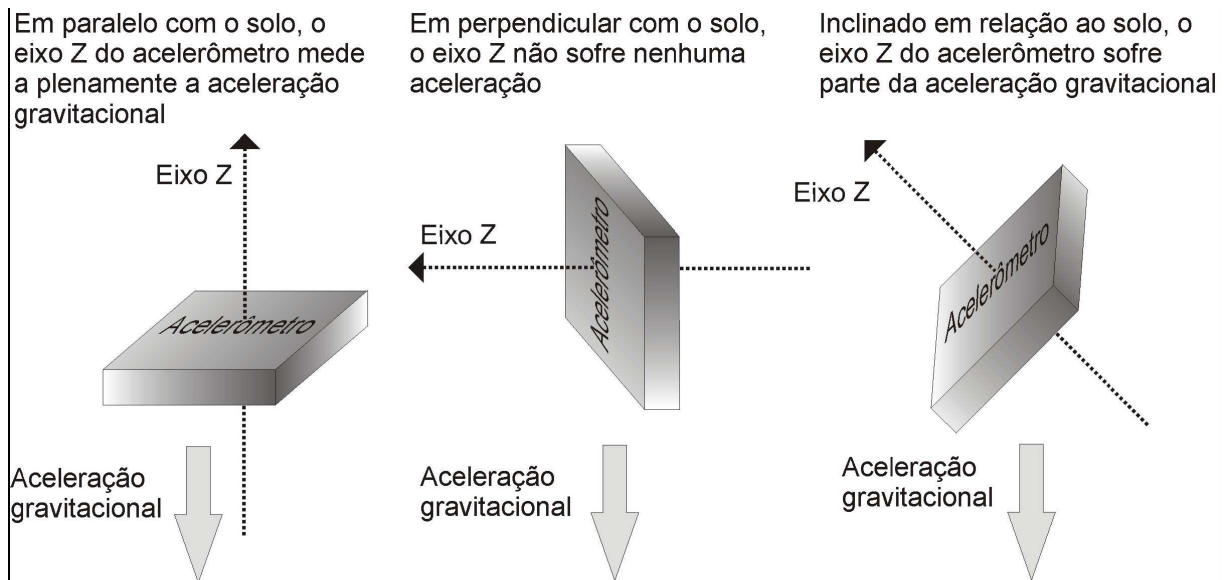 Em paralelo com o solo, o
eixo Z do acelerômetro mede
a plenamente a aceleração
gravitacional
Eixo Z
Acelerômetro
Aceleração
gravitacional
Em perpendicular com o solo,
o eixo Z não sofre nenhuma
aceleração
Eixo Z
Acelerômetro
Aceleração
gravitacional
Inclinado em relação ao solo, o
eixo Z do acelerômetro sofre
parte da aceleração gravitacional
Eixo Z
Acelerômetro
Aceleração
gravitacional